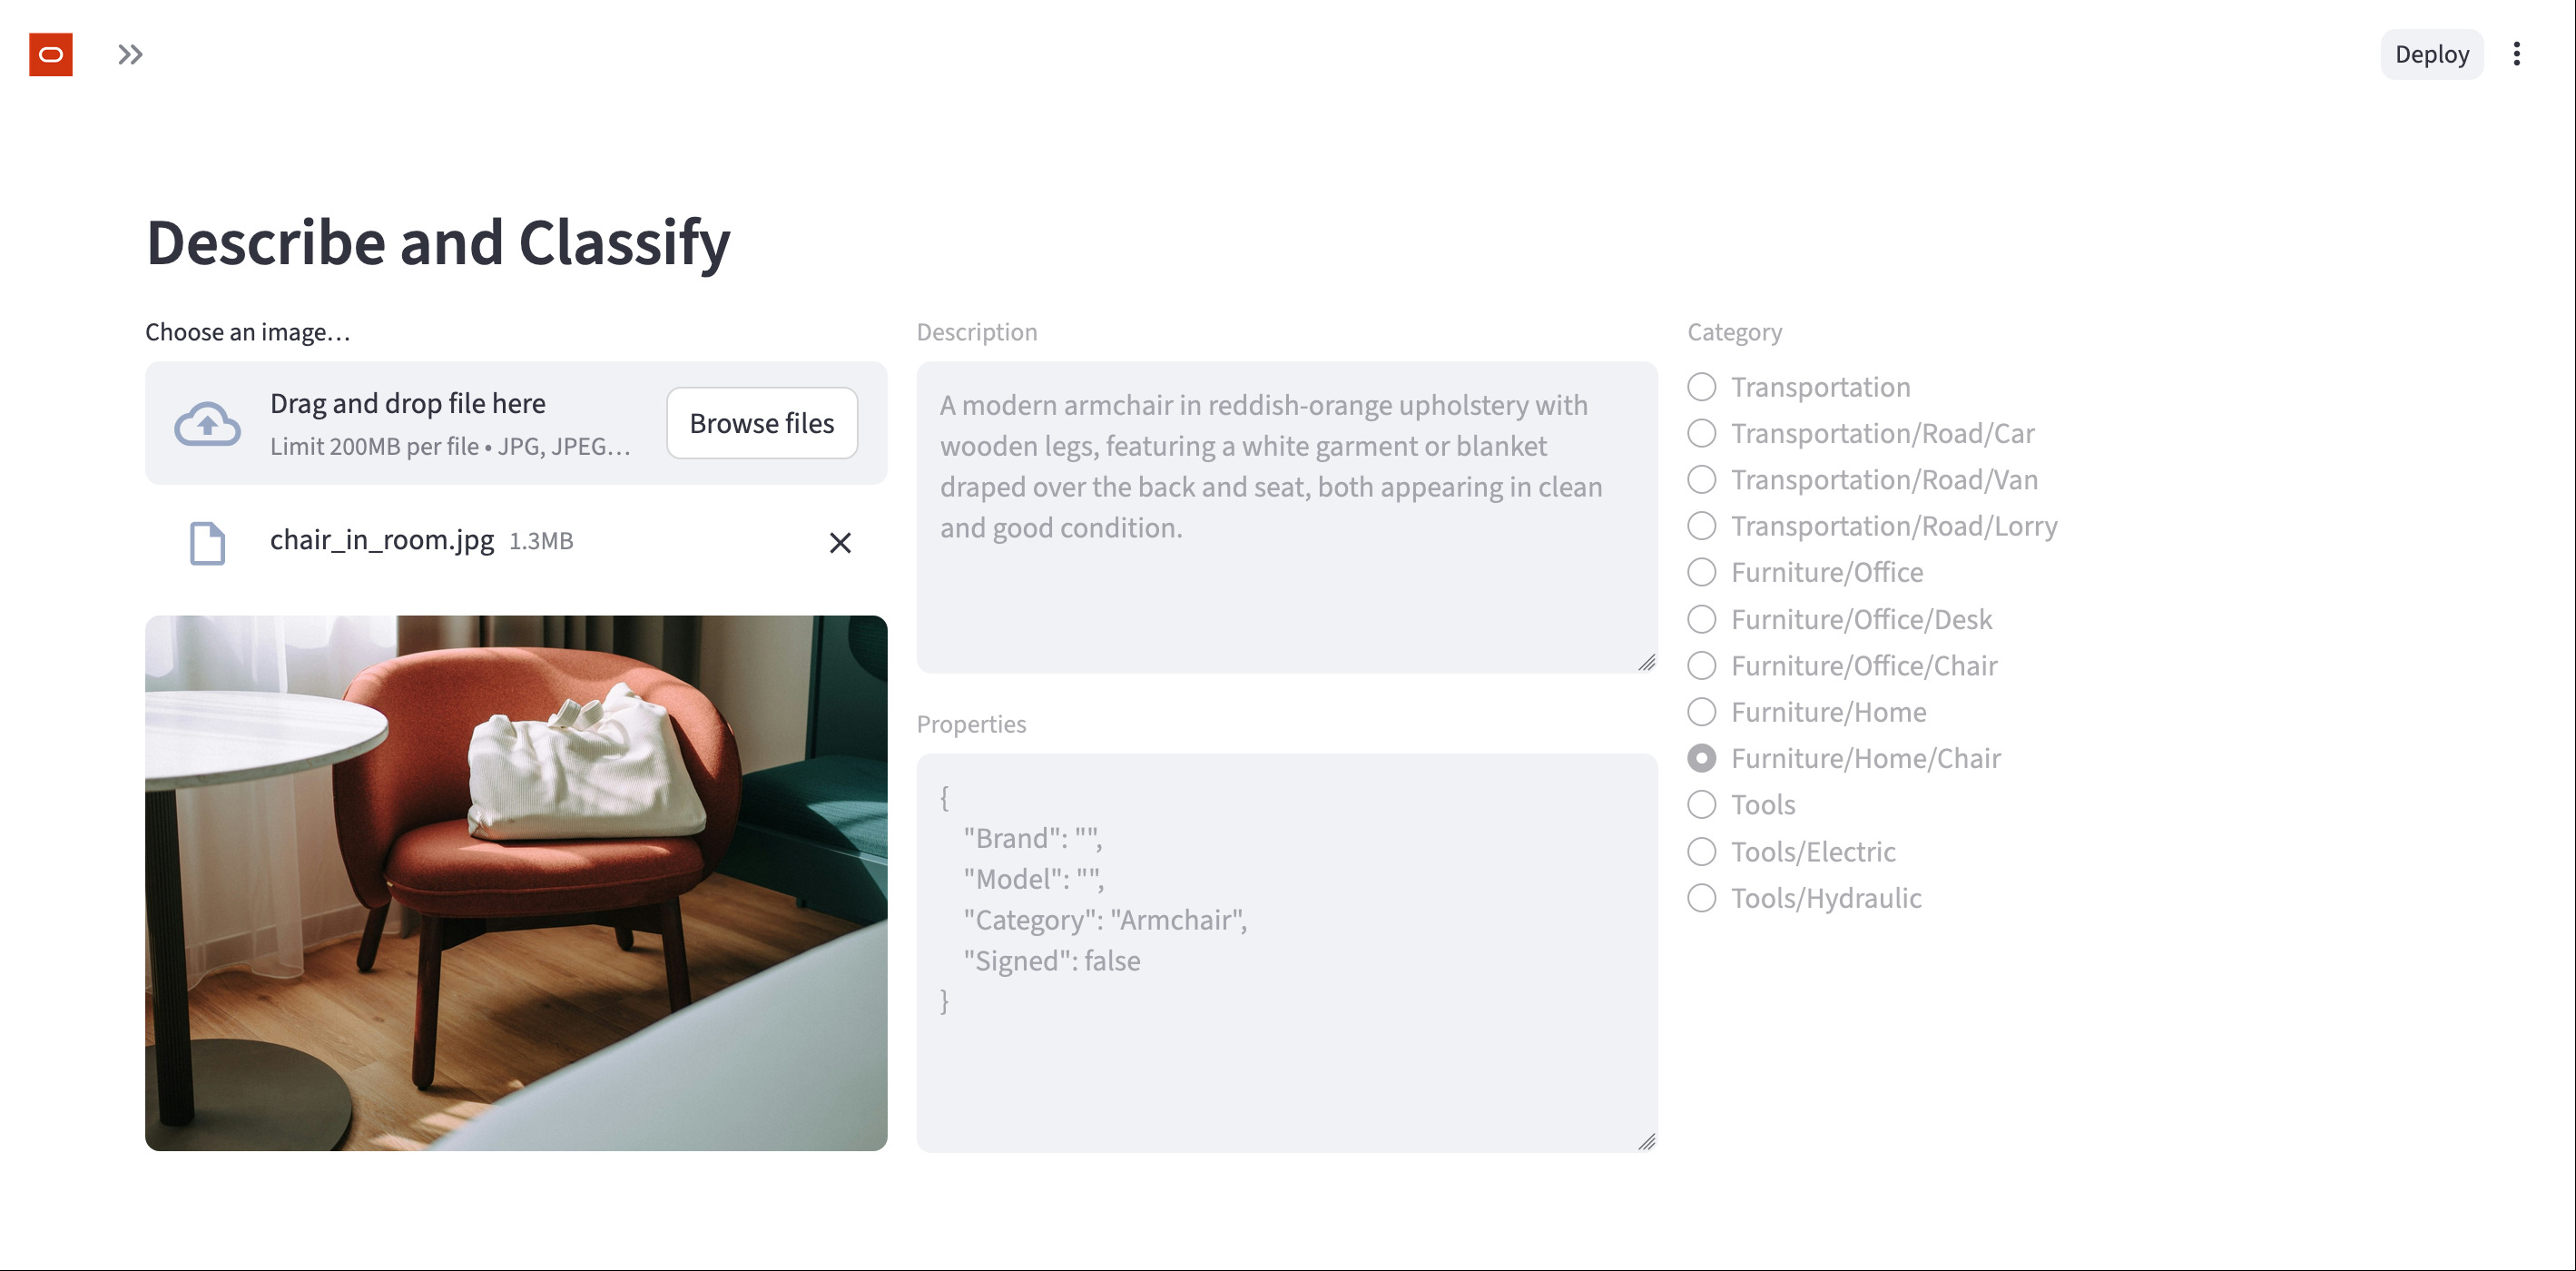 Deploy
Describe and Classify
Choose an image...
Drag and drop file here
Limit 200MB per file • JPG, JPEG...
Browse files
chair_in_room.jpg 1.3MB
Description
A modern armchair in reddish-orange upholstery with
wooden legs, featuring a white garment or blanket
draped over the back and seat, both appearing in clean
and good condition.
Properties
{
"Brand": "",
"Model": "",
"Category": "Armchair",
"Signed": false
}
Category
Transportation
Transportation/Road/Car
Transportation/Road/Van
Transportation/Road/Lorry
Furniture/Office
Furniture/Office/Desk
Furniture/Office/Chair
Furniture/Home
Furniture/Home/Chair
Tools
Tools/Electric
Tools/Hydraulic